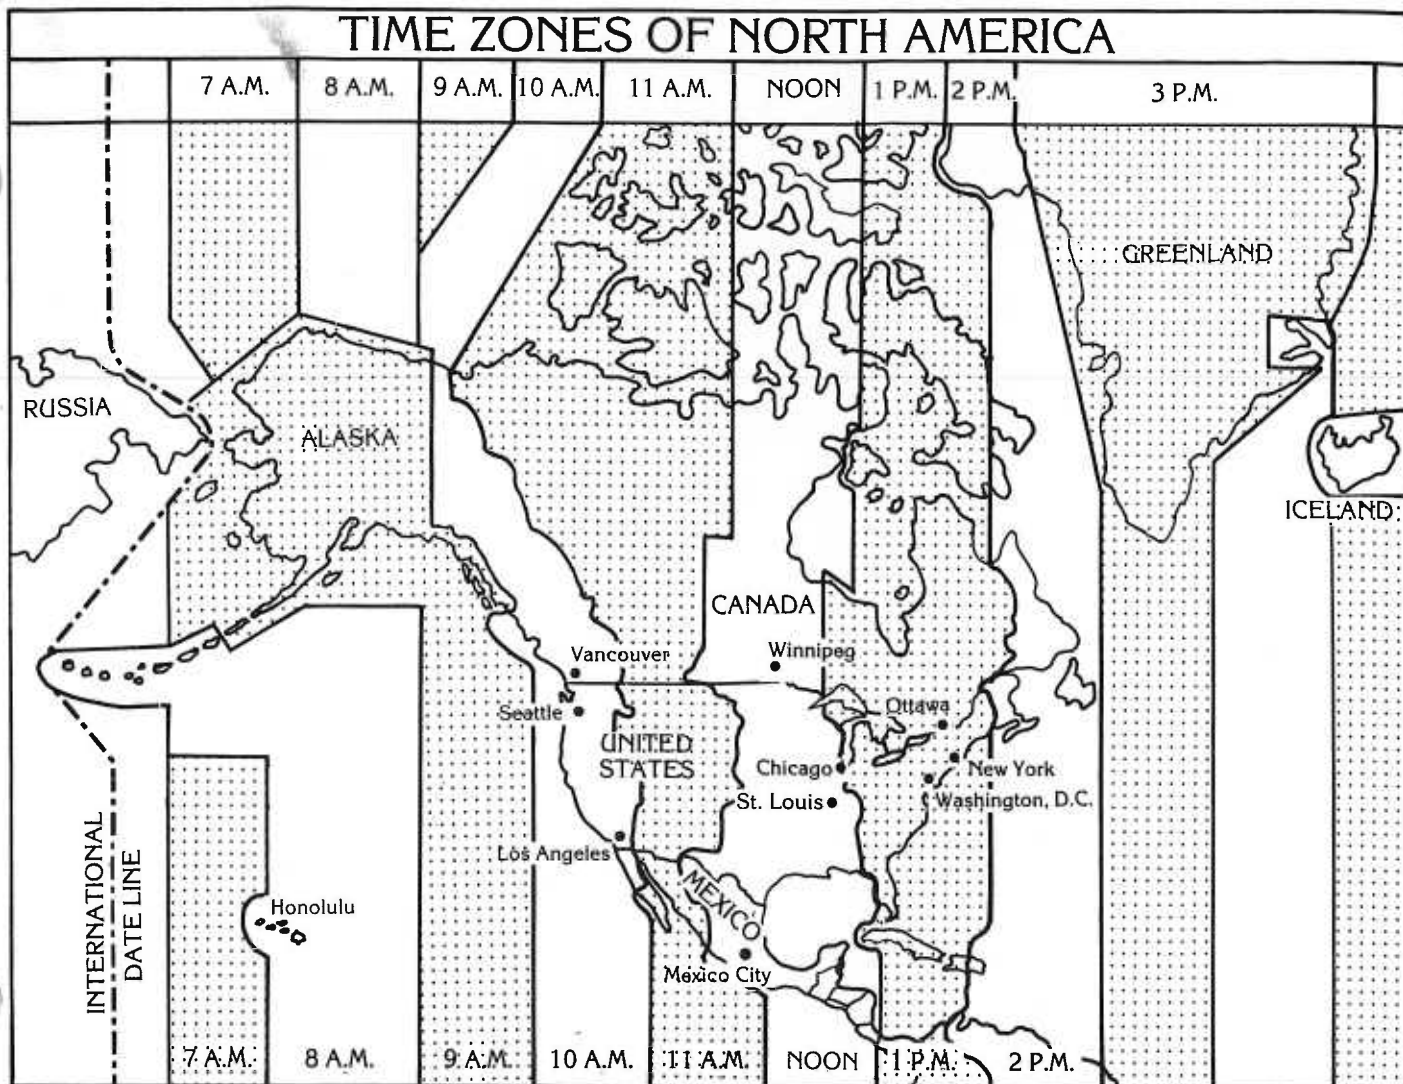 TIME ZONES OF NORTH AMERICA
7 A.M. 8 A.M. 9 A.M. 10 A.M. 11 A.M. NOON 1 P.M. 2 P.M. 3 P.M.
GREENLAND
RUSSIA
ALASKA
ICELAND
CANADA
Vancouver
Winnipeg
Seattle
Ottawa
UNITED
STATES
Chicago
New York
St. Louis
Washington, D.C.
Los Angeles
MEXICO
Honolulu
Mexico City
INTERNATIONAL
DATE LINE
7 A.M. 8 A.M. 9 A.M. 10 A.M. 11 A.M. NOON 1 P.M. 2 P.M.